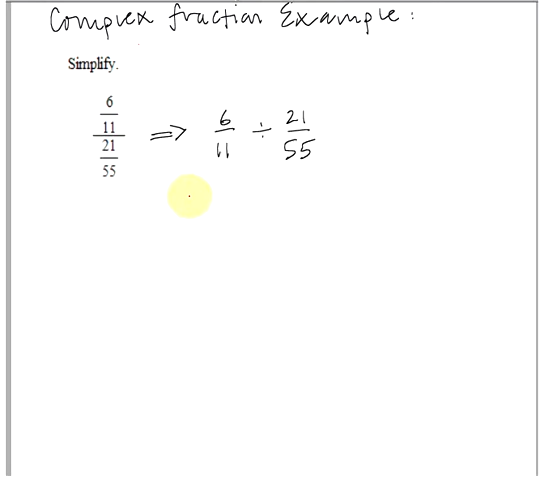 Complex fraction Example:
Simplify.
6
11
21
55
⇒ 6/11 ÷ 21/55